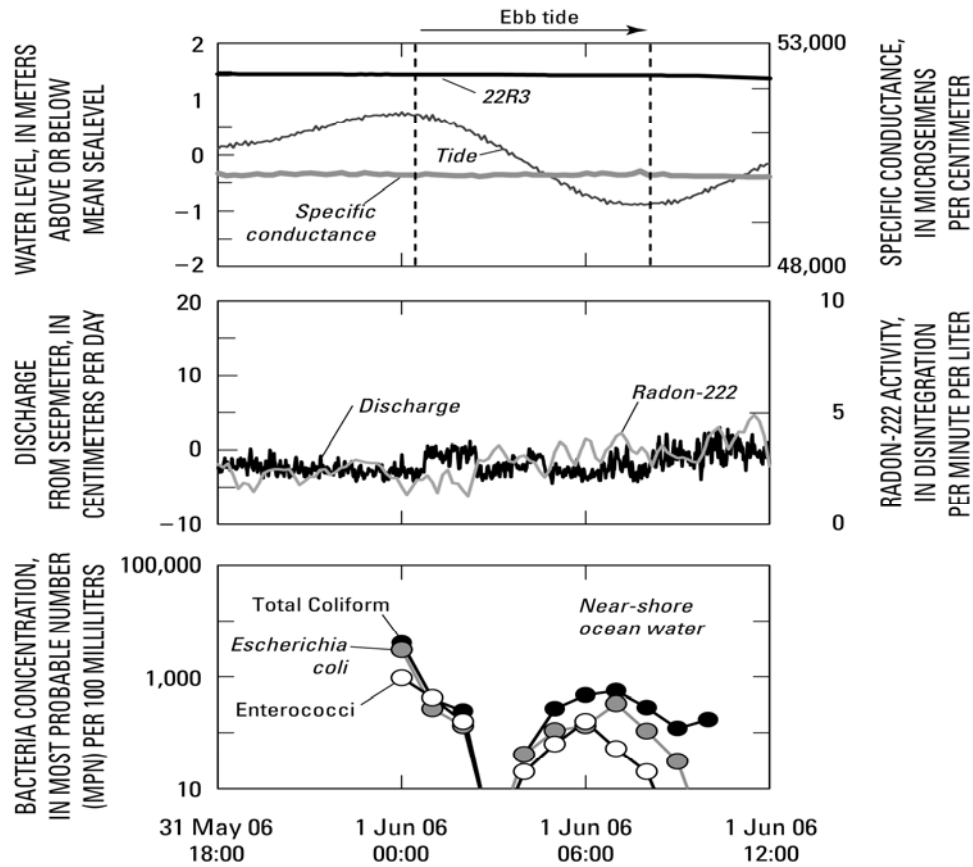 Ebb tide
WATER LEVEL, IN METERS
ABOVE OR BELOW
MEAN SEALEVEL
2
1
0
−1
−2
22R3
Tide
Specific
conductance
53,000
48,000
SPECIFIC CONDUCTANCE,
IN MICROSEIMENS
PER CENTIMETER
DISCHARGE
FROM SEEPMETER, IN
CENTIMETERS PER DAY
20
10
0
−10
Discharge
Radon-222
10
5
0
RADON-222 ACTIVITY,
IN DISINTEGRATION
PER MINUTE PER LITER
BACTERIA CONCENTRATION,
IN MOST PROBABLE NUMBER
(MPN) PER 100 MILLILITERS
100,000
1,000
10
Total Coliform
Escherichia
coli
Enterococci
Near-shore
ocean water
31 May 06 1 Jun 06 1 Jun 06 1 Jun 06
18:00 00:00 06:00 12:00